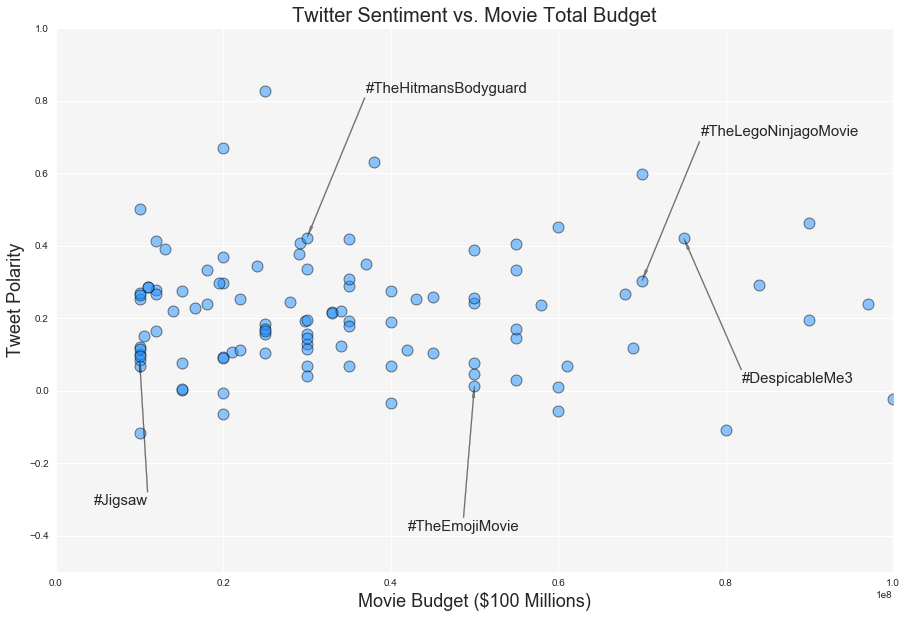 Twitter Sentiment vs. Movie Total Budget
1.0
#TheHitmansBodyguard
0.8
#TheLegoNinjagoMovie
0.6
0.4
Tweet Polarity
0.2
#DespicableMe3
0.0
−0.2
#Jigsaw
#TheEmojiMovie
−0.4
0.0 0.2 0.4 0.6 0.8 1.0
1e8
Movie Budget ($100 Millions)